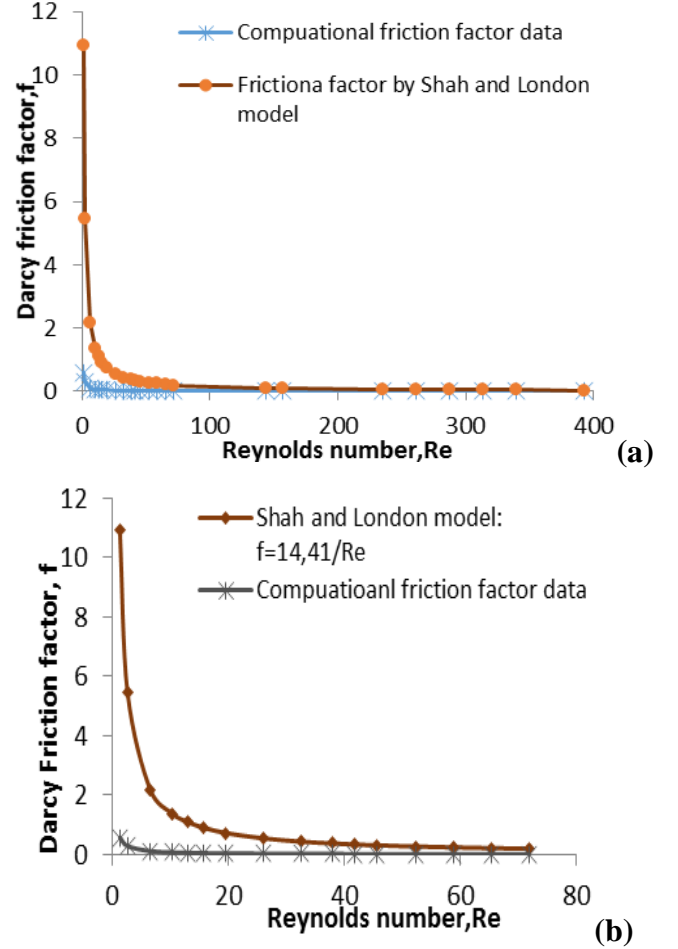 Compuational friction factor data
Frictiona factor by Shah and London
model
Darcy friction factor,f
12
10
8
6
4
2
0
0 100 200 300 400
Reynolds number,Re
(a)
Shah and London model:
f=14,41/Re
Compuatioanl friction factor data
Darcy Friction factor, f
12
10
8
6
4
2
0
0 20 40 60 80
Reynolds number,Re
(b)